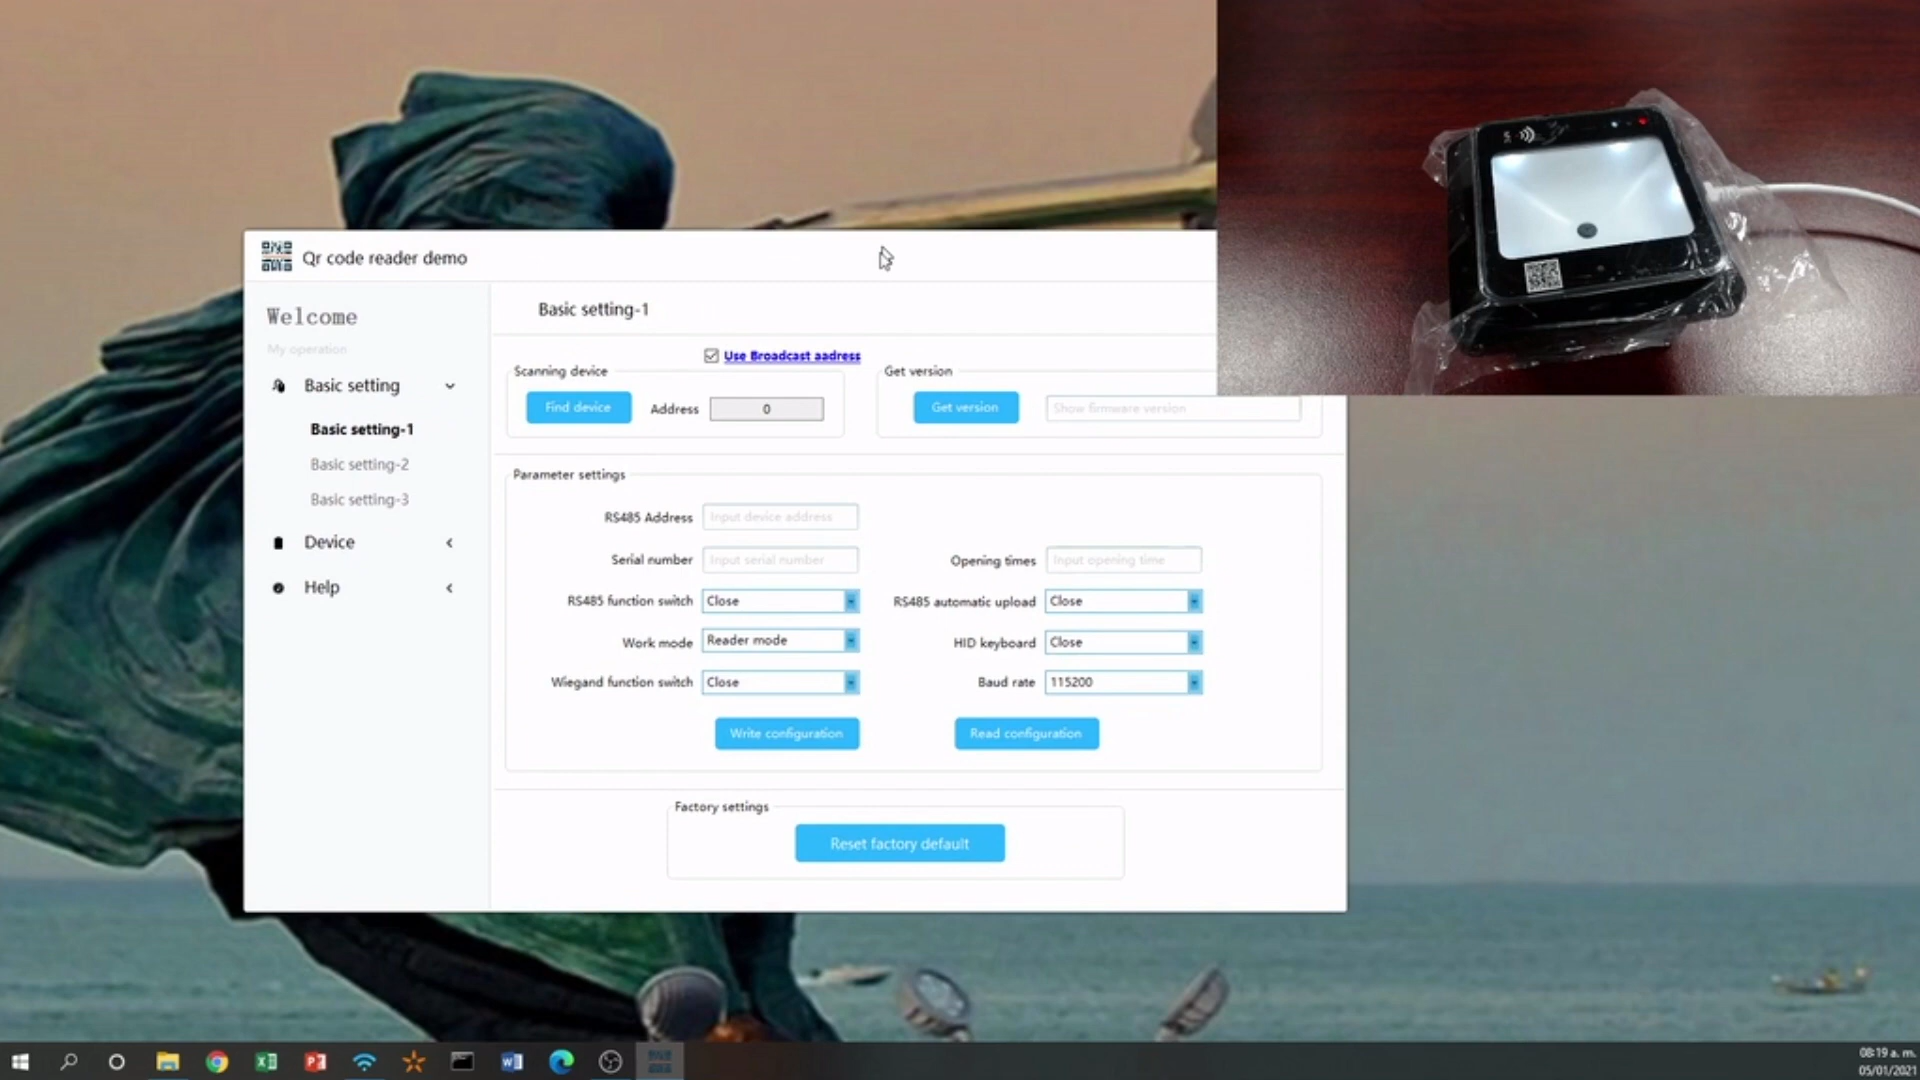 Qr code reader demo
Welcome
My operation
Basic setting
Basic setting-1
Basic setting-2
Basic setting-3
Device
Help
Basic setting-1
Use Broadcast aadress
Scanning device
Find device
Address
0
Get version
Get version
Show firmware version
Parameter settings
RS485 Address
Input device address
Serial number
Input serial number
Opening times
Input opening time
RS485 function switch
Close
RS485 automatic upload
Close
Work mode
Reader mode
HID keyboard
Close
Wiegand function switch
Close
Baud rate
115200
Write configuration
Read configuration
Factory settings
Reset factory default
08:19 a. m.
05/01/2021